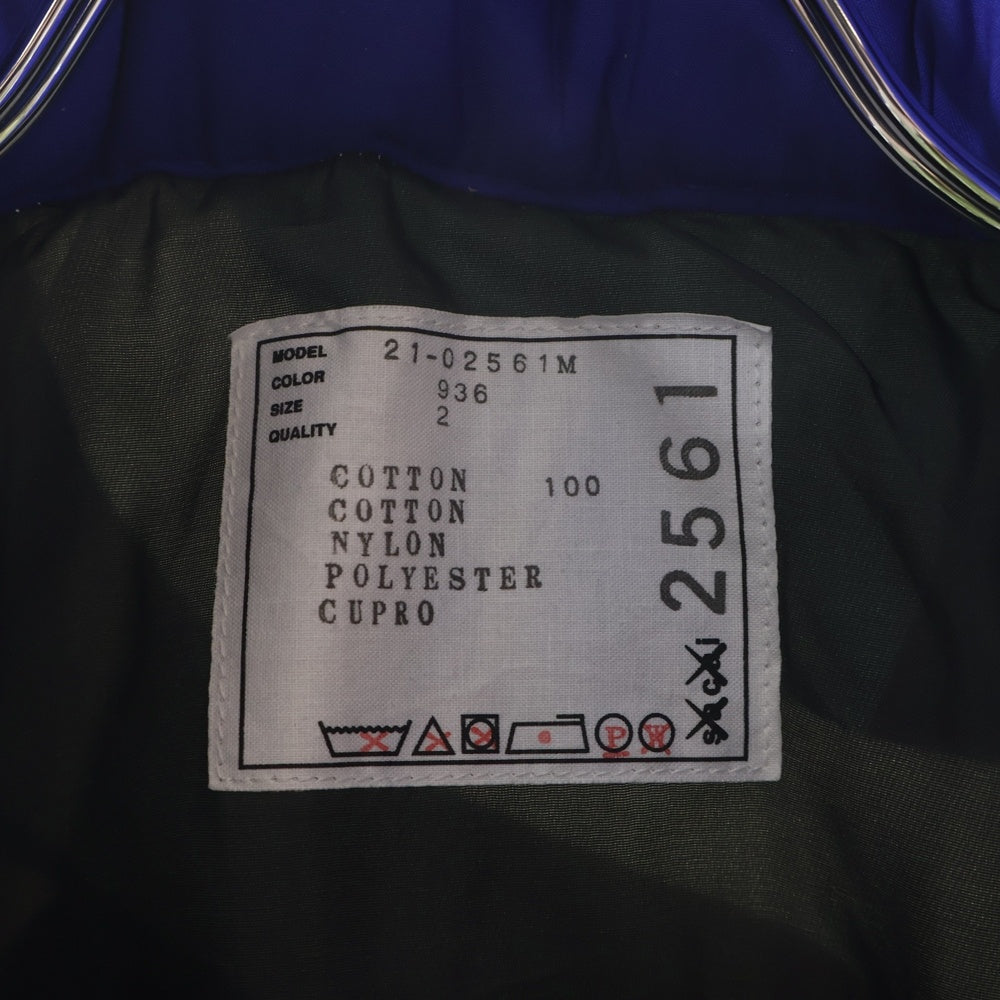 MODEL 21-02561M
COLOR 936
SIZE 2
QUALITY
COTTON 100
COTTON
NYLON
POLYESTER
CUPRO
P W
sacai 2561